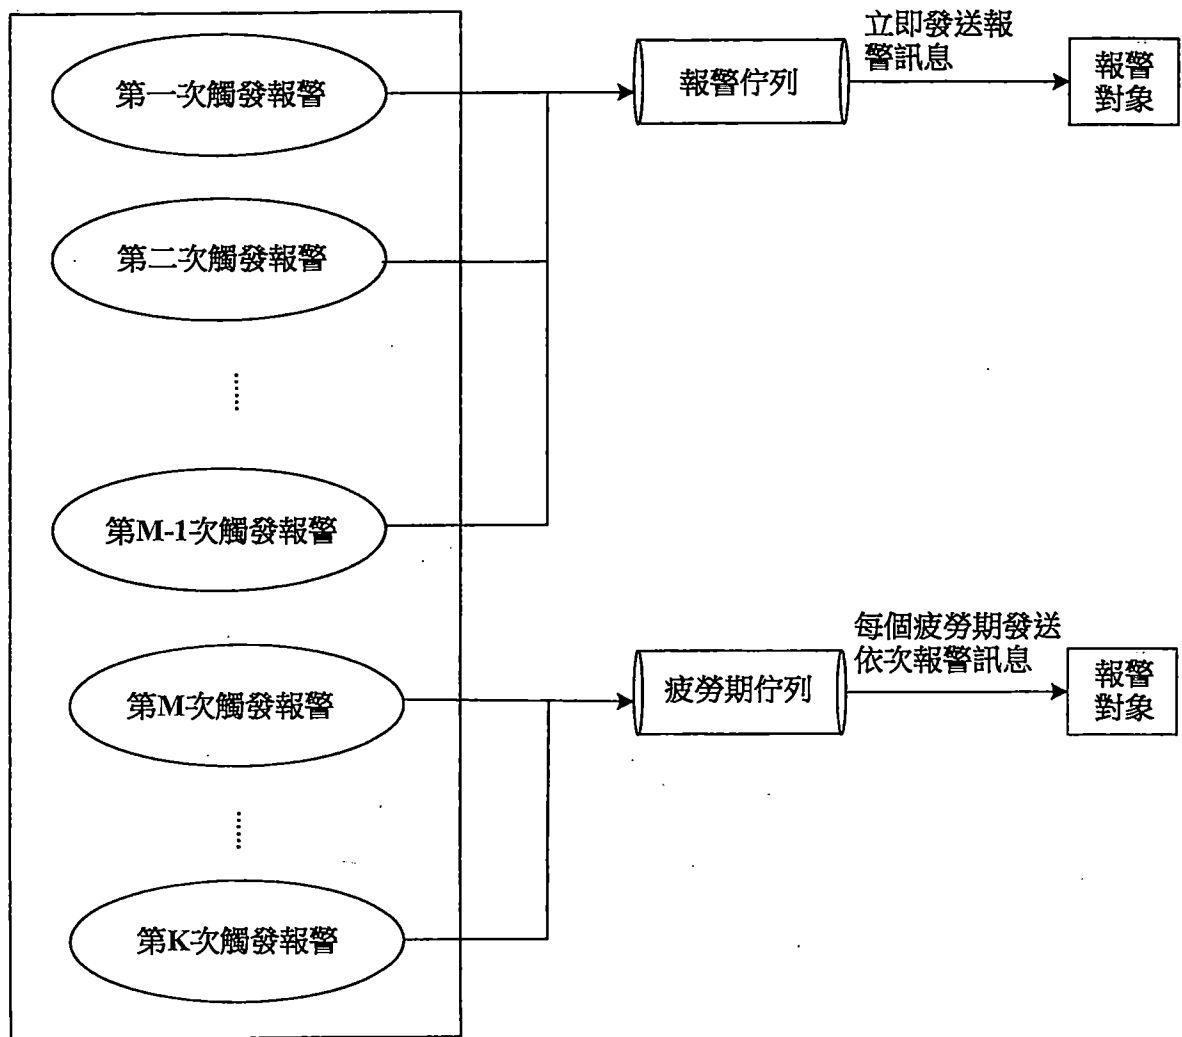 第一次觸發報警
報警佇列
立即發送報
警訊息
報警
對象
第二次觸發報警
第M-1次觸發報警
第M次觸發報警
疲勞期佇列
每個疲勞期發送
依次報警訊息
報警
對象
第K次觸發報警